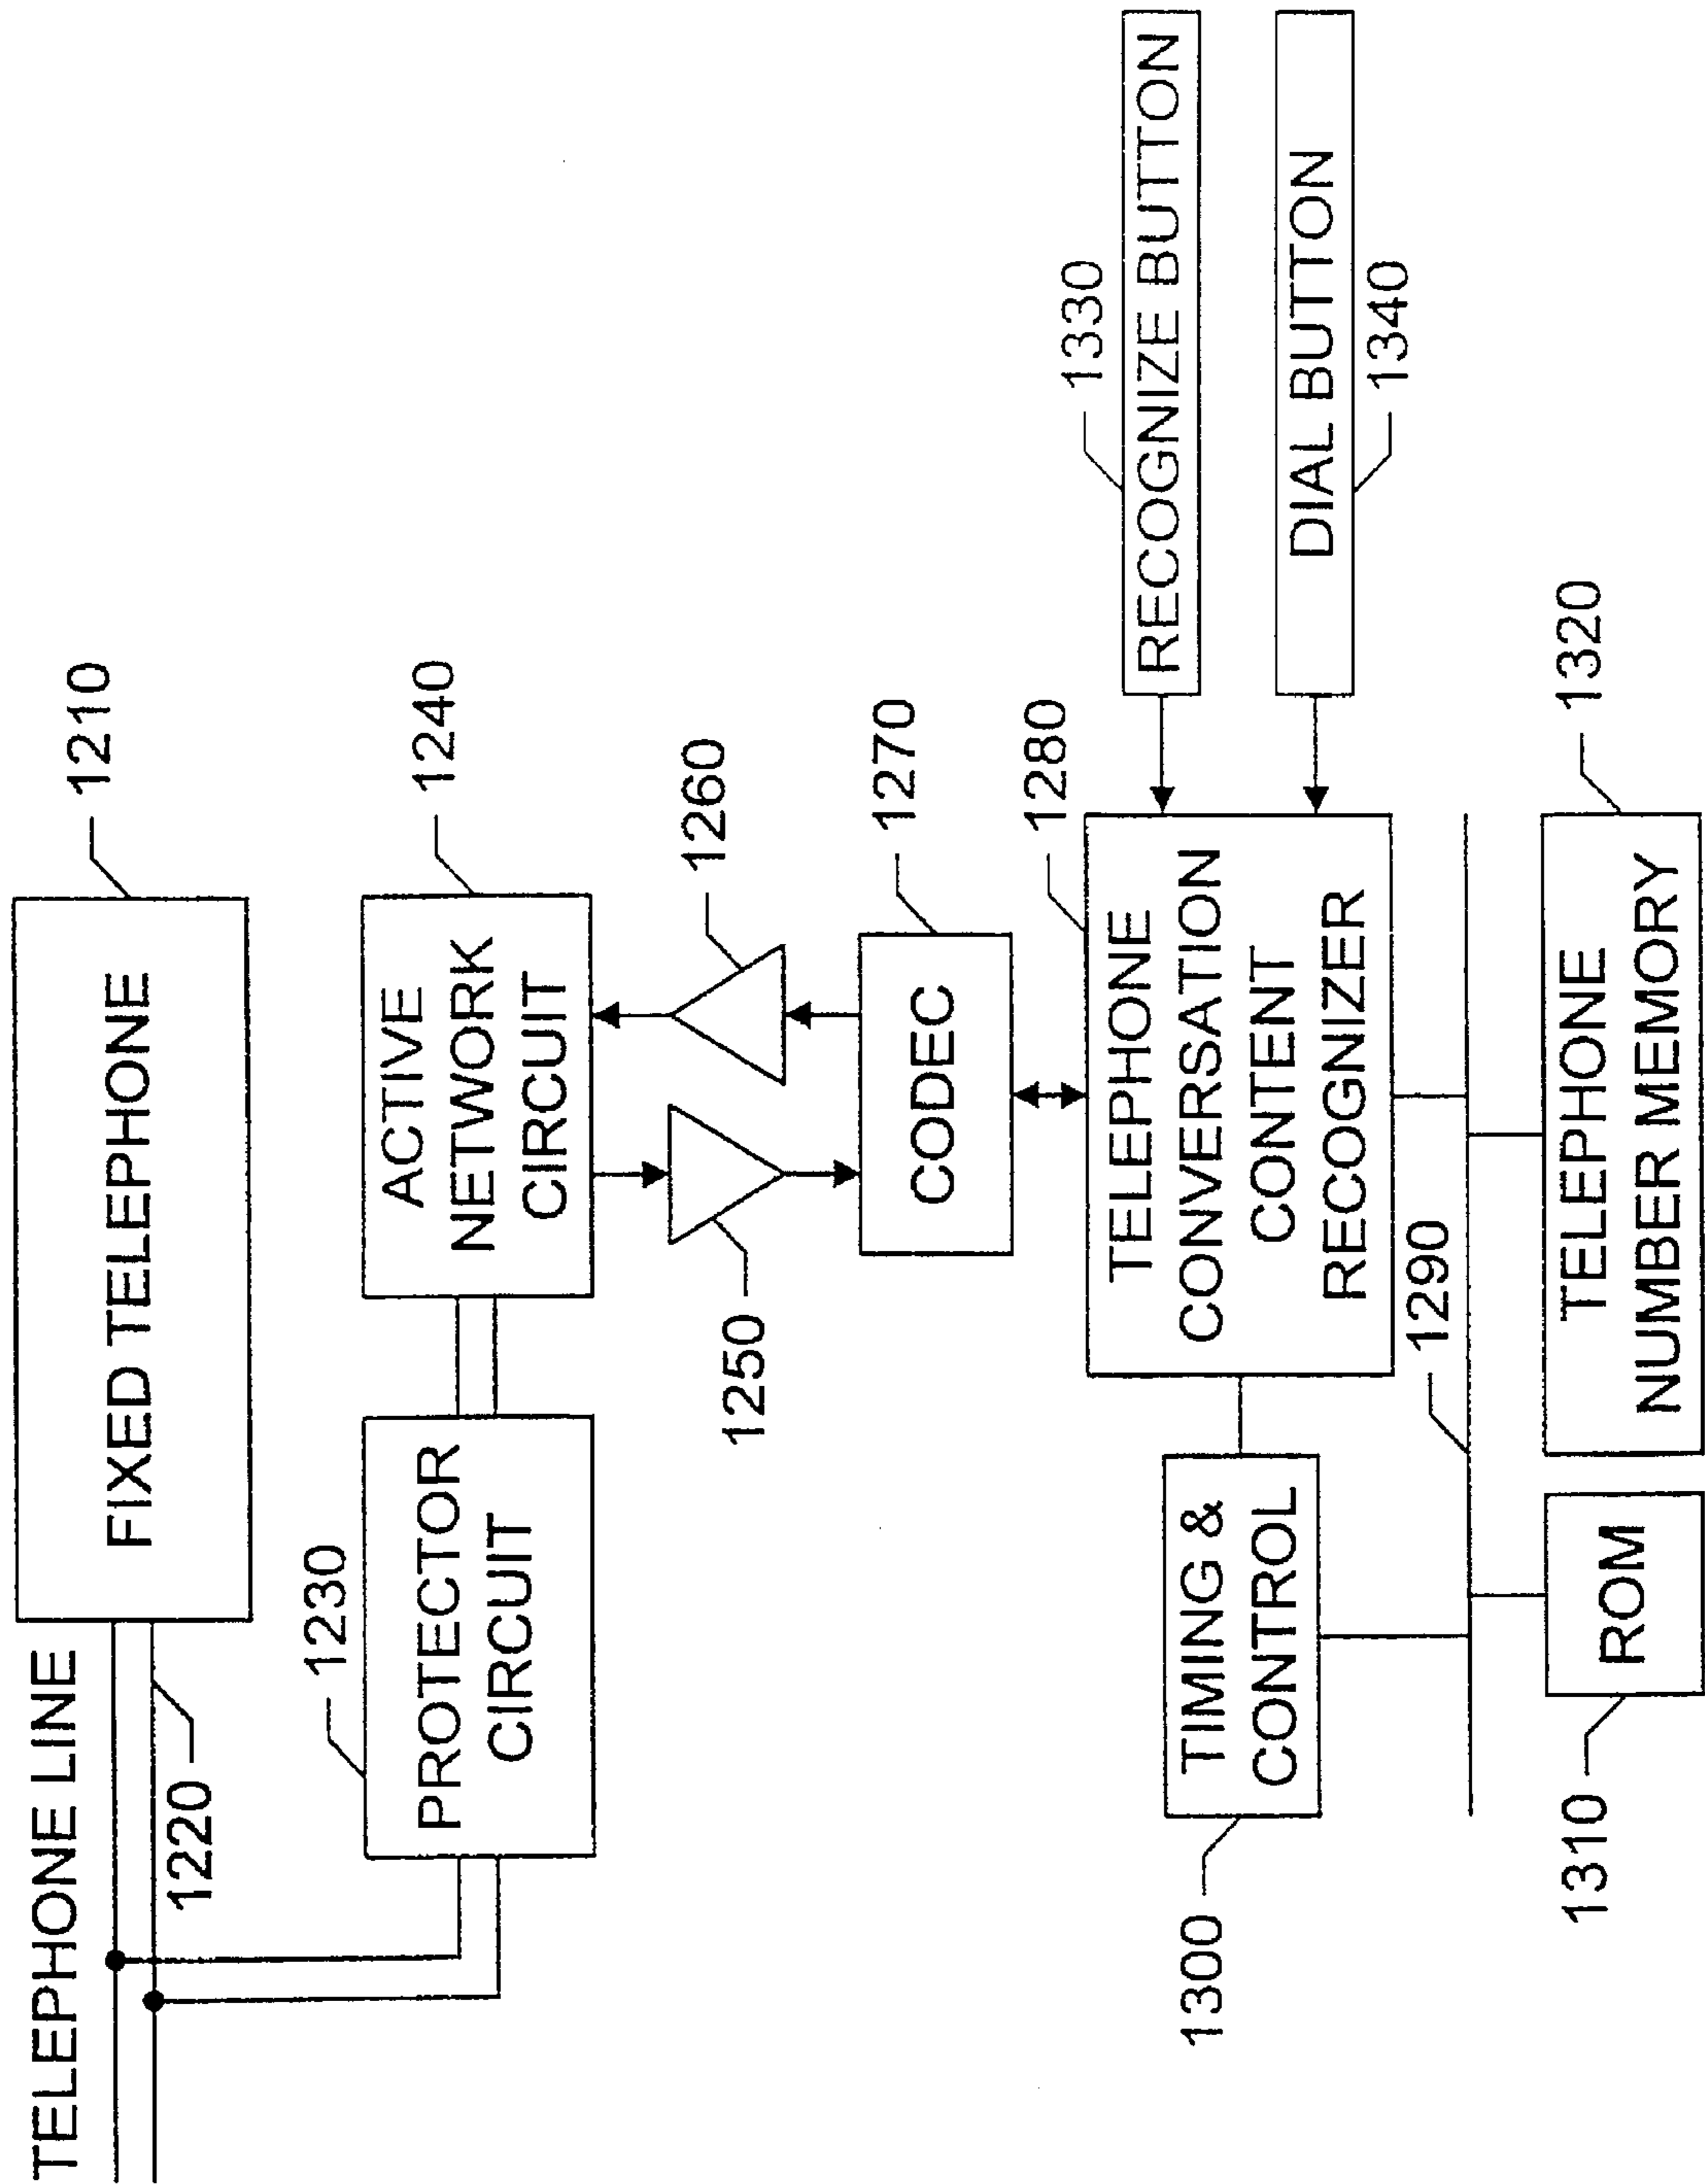 TELEPHONE LINE
FIXED TELEPHONE
1210
1220
1230
PROTECTOR
CIRCUIT
ACTIVE
NETWORK
CIRCUIT
1240
1250
1260
CODEC
1270
1280
TELEPHONE
CONVERSATION
CONTENT
RECOGNIZER
1330
RECOGNIZE BUTTON
DIAL BUTTON
1340
TIMING &
CONTROL
1300
1290
1310
ROM
TELEPHONE
NUMBER MEMORY
1320